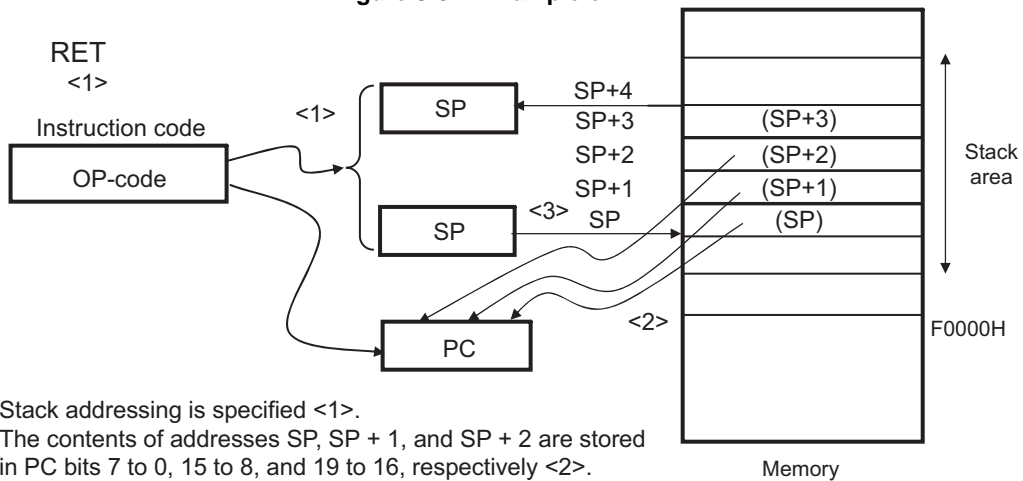 RET
<1>
Instruction code
OP-code
<1>
SP
SP+4
SP+3
SP+2
SP+1
SP
<3>
SP
(SP+3)
(SP+2)
(SP+1)
(SP)
Stack
area
<2>
PC
F0000H
Stack addressing is specified <1>.
The contents of addresses SP, SP + 1, and SP + 2 are stored
in PC bits 7 to 0, 15 to 8, and 19 to 16, respectively <2>.
Memory